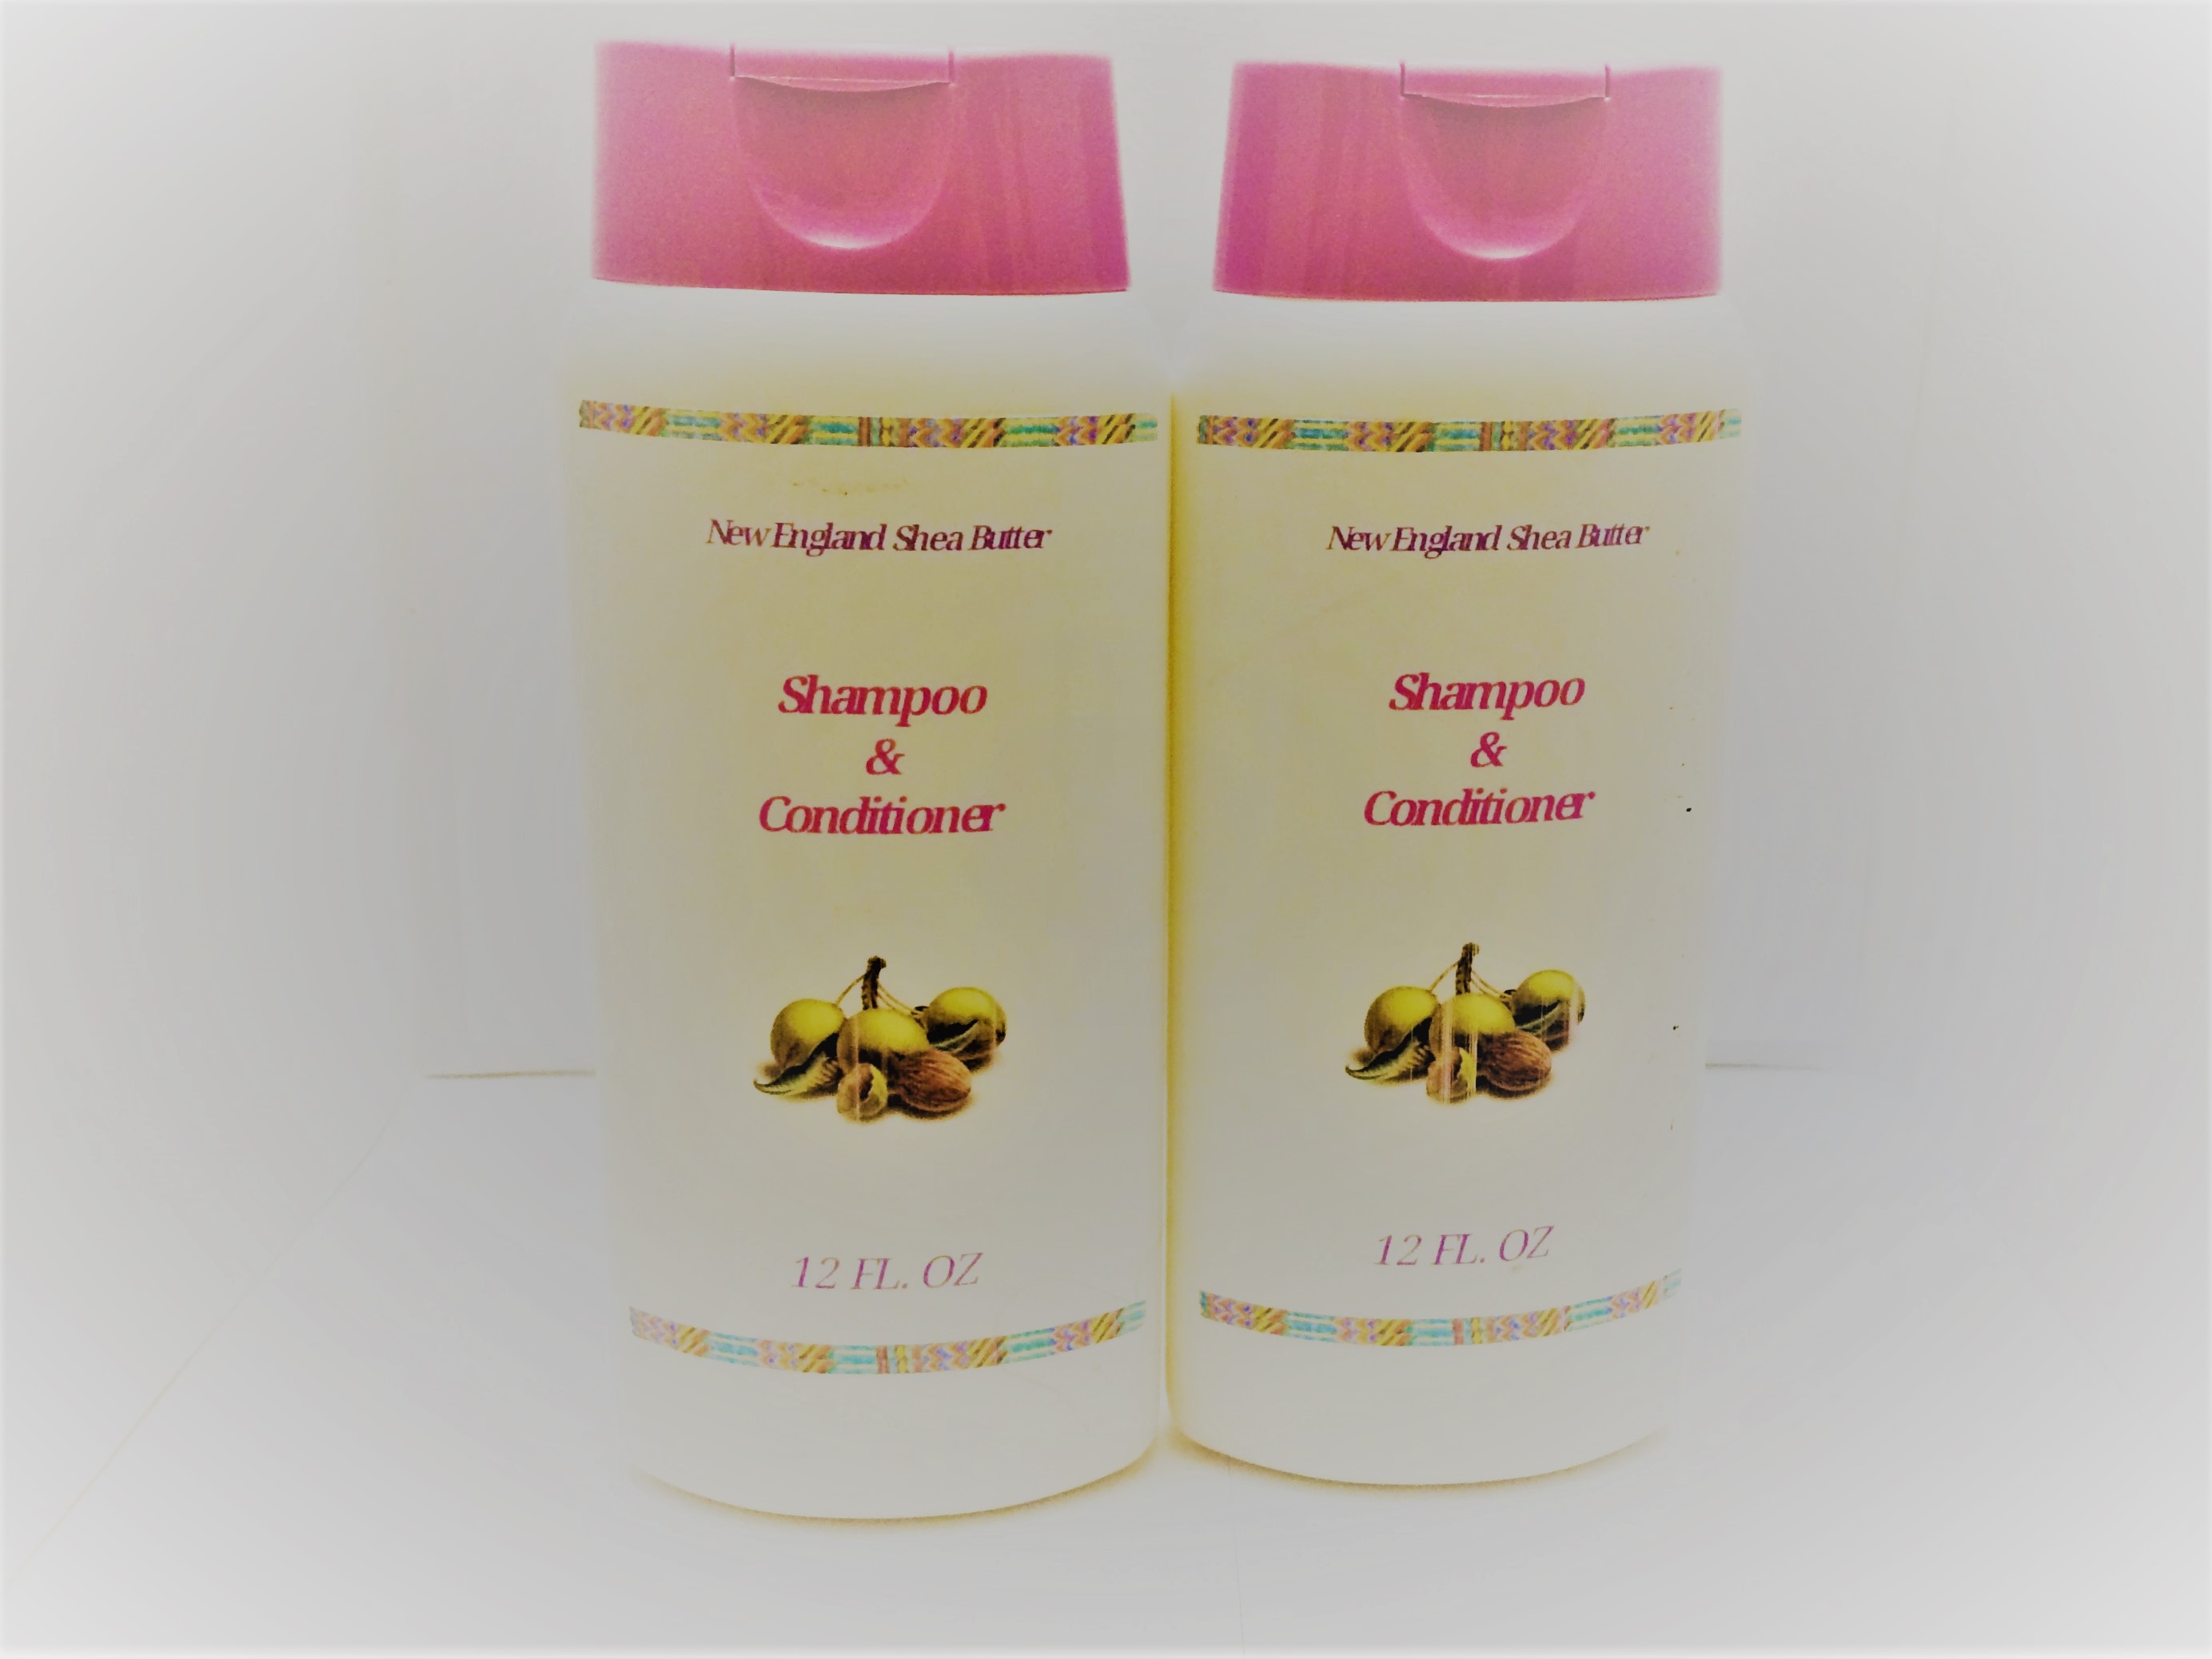 New England Shea Butter
Shampoo
&
Conditioner
12 FL. OZ
New England Shea Butter
Shampoo
&
Conditioner
12 FL. OZ